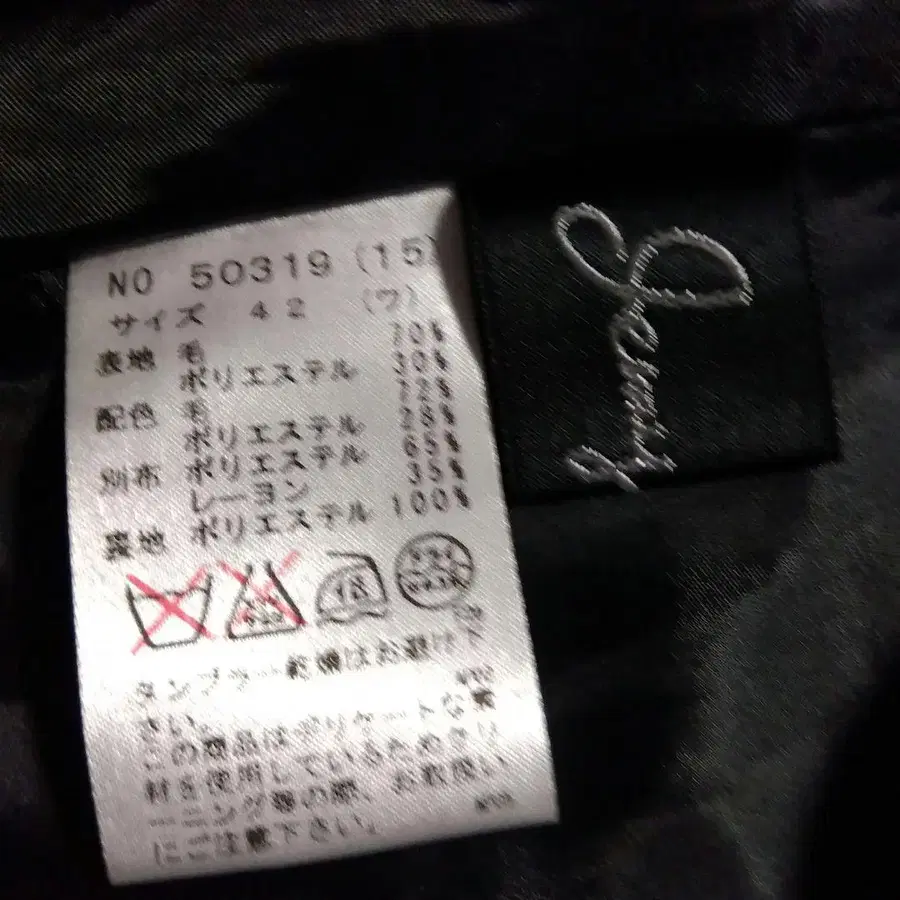 NO 50319 (15)
サイズ 42 (ワ)
表地 毛 70%
ポリエステル 30%
配色 毛 72%
ポリエステル 28%
別布 ポリエステル 65%
レーヨン 35%
裏地 ポリエステル 100%
タンブラー乾燥はお避け下
さい。
この商品はデリケートな素
材を使用しているためクリ
ーニング等の際、お取扱い
にご注意下さい。